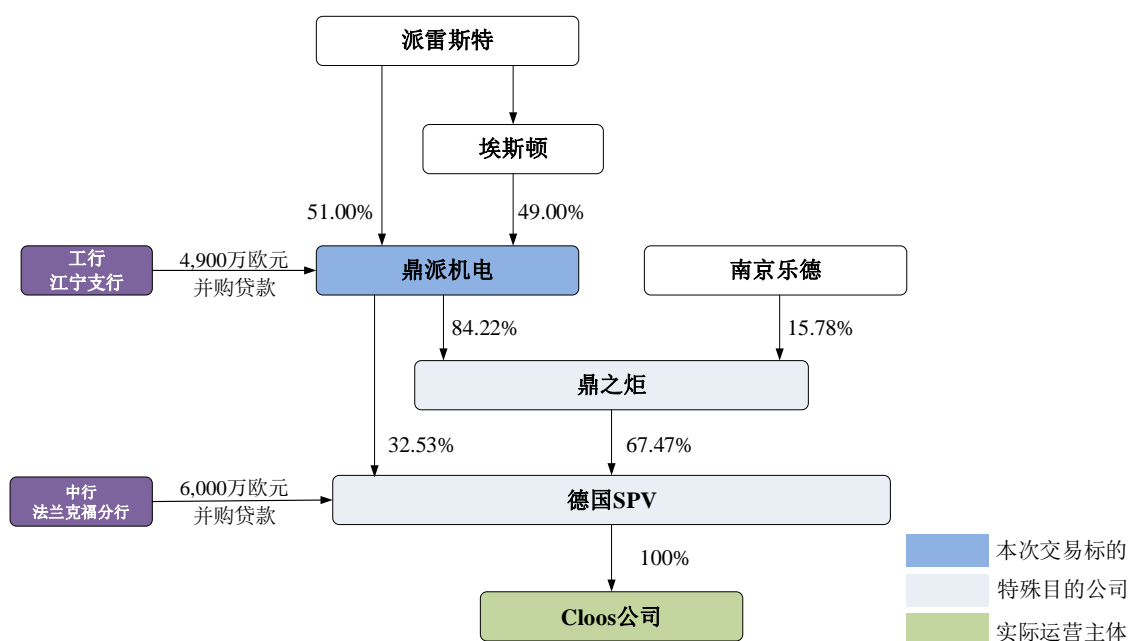 派雷斯特
埃斯顿
51.00%
49.00%
工行
江宁支行
4,900万欧元
并购贷款
鼎派机电
南京乐德
84.22%
15.78%
鼎之炬
32.53%
67.47%
中行
法兰克福分行
6,000万欧元
并购贷款
德国SPV
100%
Cloos公司
本次交易标的
特殊目的公司
实际运营主体